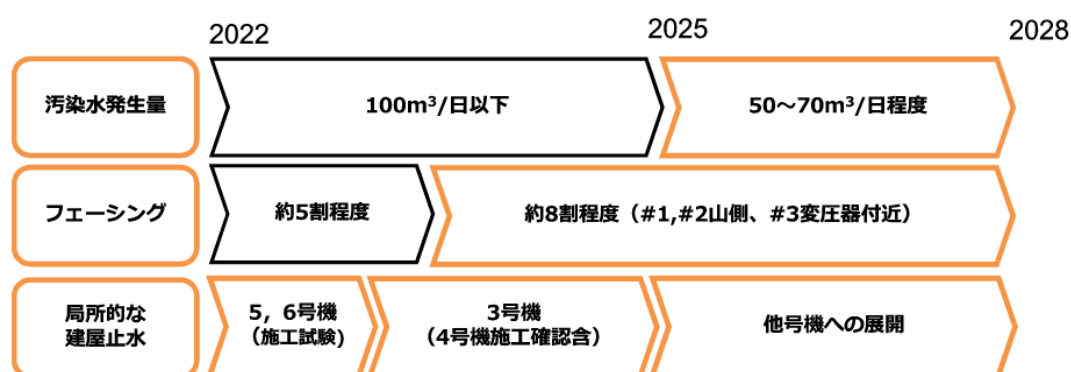 2022
2025
2028
汚染水発生量
100m³/日以下
50～70m³/日程度
フェーシング
約5割程度
約8割程度（#1,#2山側、#3変圧器付近）
局所的な
建屋止水
5，6号機
（施工試験)
3号機
（4号機施工確認含）
他号機への展開